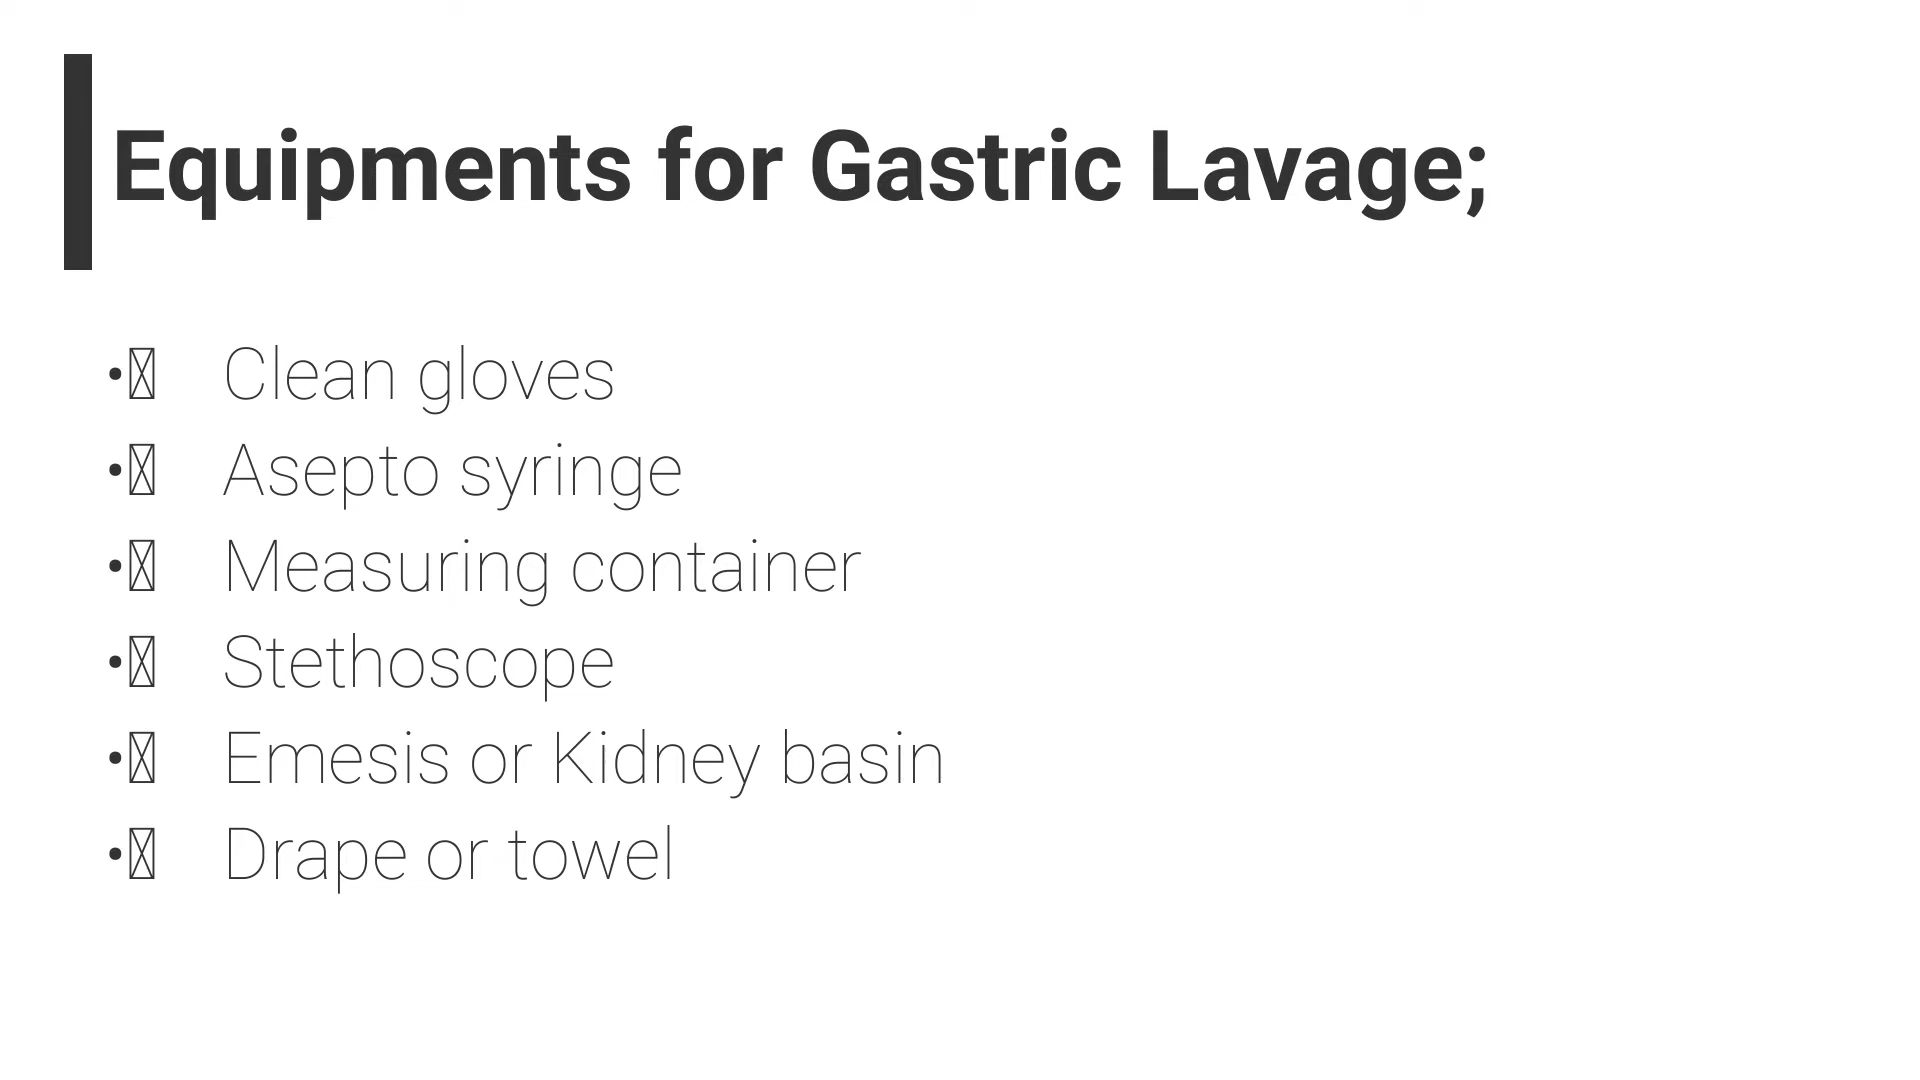 Equipments for Gastric Lavage;
• Clean gloves
• Asepto syringe
• Measuring container
• Stethoscope
• Emesis or Kidney basin
• Drape or towel